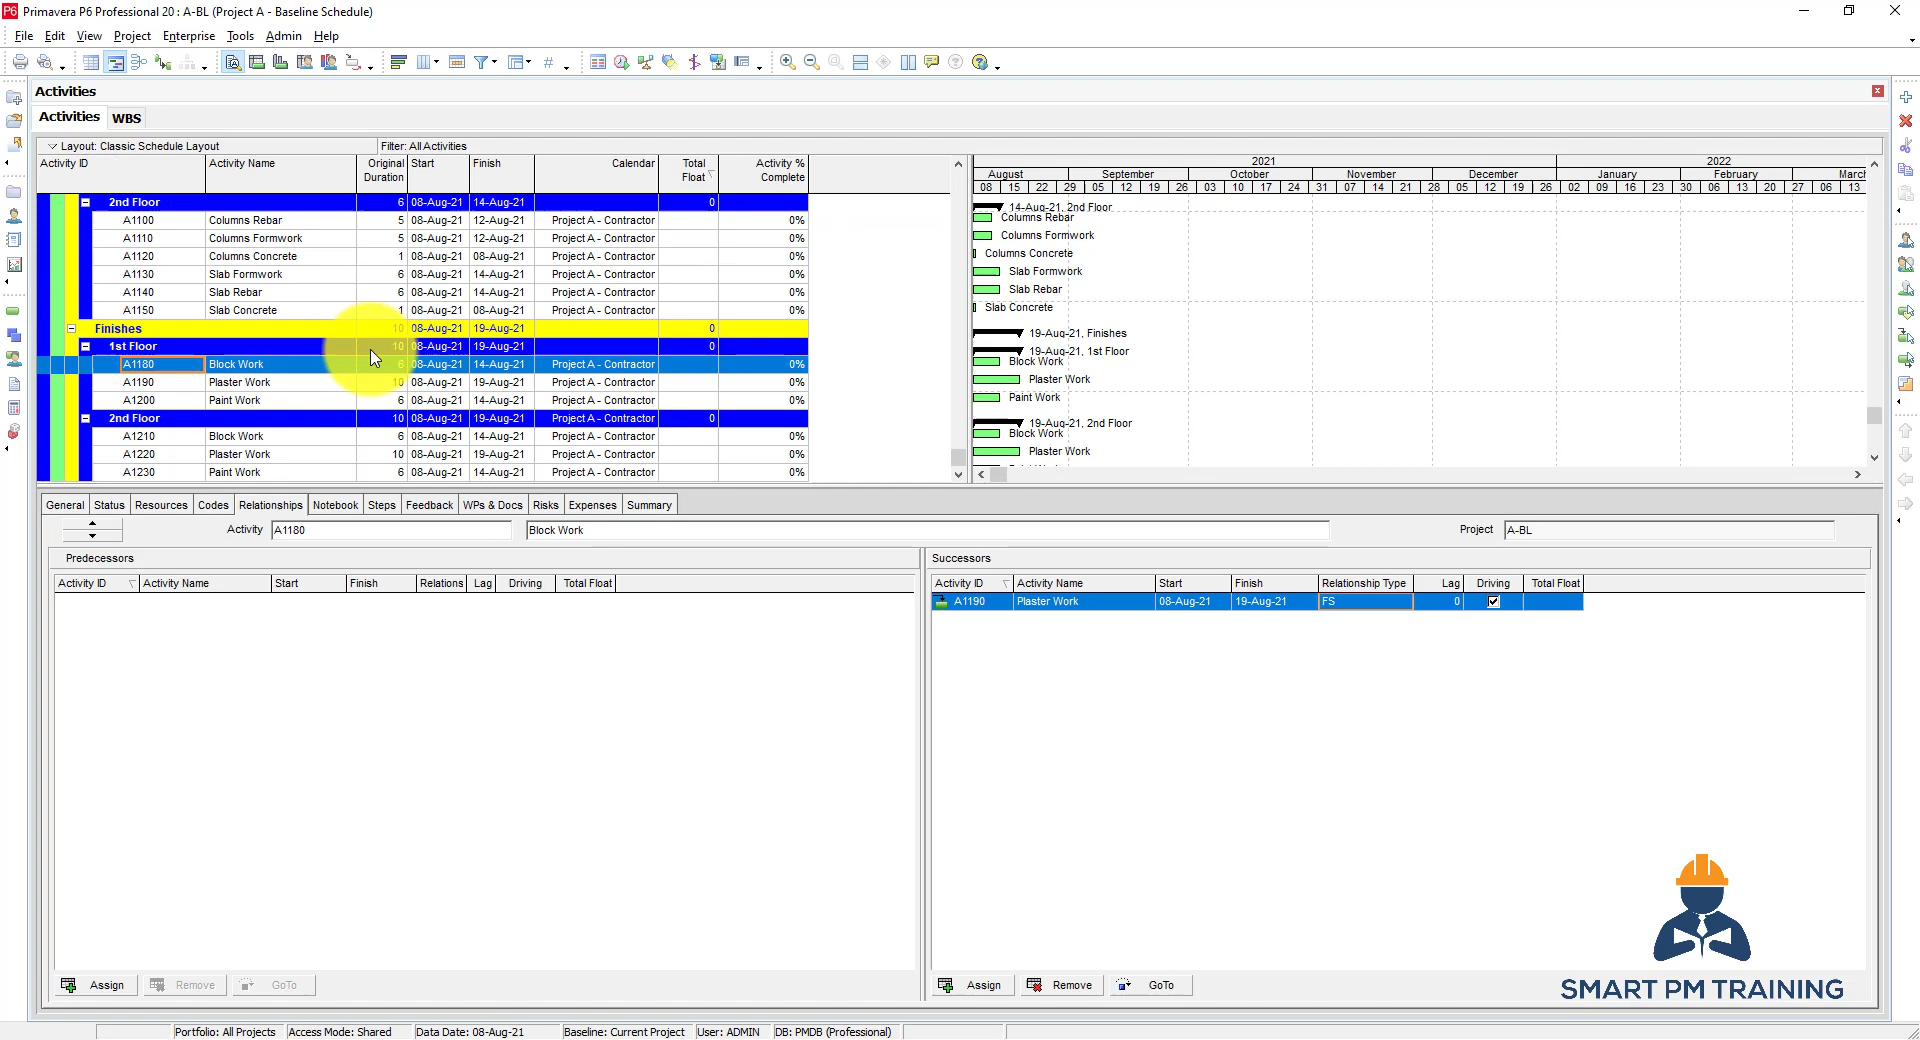 P6 Primavera P6 Professional 20 : A-BL (Project A - Baseline Schedule)
File Edit View Project Enterprise Tools Admin Help
Activities
Activities WBS
Layout: Classic Schedule Layout Filter: All Activities
Activity ID Activity Name Original Duration Start Finish Calendar Total Float Activity % Complete
2nd Floor 6 08-Aug-21 14-Aug-21 0
A1100 Columns Rebar 5 08-Aug-21 12-Aug-21 Project A - Contractor 0%
A1110 Columns Formwork 5 08-Aug-21 12-Aug-21 Project A - Contractor 0%
A1120 Columns Concrete 1 08-Aug-21 08-Aug-21 Project A - Contractor 0%
A1130 Slab Formwork 6 08-Aug-21 14-Aug-21 Project A - Contractor 0%
A1140 Slab Rebar 6 08-Aug-21 14-Aug-21 Project A - Contractor 0%
A1150 Slab Concrete 1 08-Aug-21 08-Aug-21 Project A - Contractor 0%
Finishes 10 08-Aug-21 19-Aug-21 0
1st Floor 10 08-Aug-21 19-Aug-21 0
A1180 Block Work 6 08-Aug-21 14-Aug-21 Project A - Contractor 0%
A1190 Plaster Work 10 08-Aug-21 19-Aug-21 Project A - Contractor 0%
A1200 Paint Work 6 08-Aug-21 14-Aug-21 Project A - Contractor 0%
2nd Floor 10 08-Aug-21 19-Aug-21 Project A - Contractor 0
A1210 Block Work 6 08-Aug-21 14-Aug-21 Project A - Contractor 0%
A1220 Plaster Work 10 08-Aug-21 19-Aug-21 Project A - Contractor 0%
A1230 Paint Work 6 08-Aug-21 14-Aug-21 Project A - Contractor 0%
2021 2022
August September October November December January February March
08 15 22 29 05 12 19 26 03 10 17 24 31 07 14 21 28 05 12 19 26 02 09 16 23 30 06 13 20 27 06 13
14-Aug-21, 2nd Floor
Columns Rebar
Columns Formwork
Columns Concrete
Slab Formwork
Slab Rebar
Slab Concrete
19-Aug-21, Finishes
19-Aug-21, 1st Floor
Block Work
Plaster Work
Paint Work
19-Aug-21, 2nd Floor
Block Work
Plaster Work
General Status Resources Codes Relationships Notebook Steps Feedback WPs & Docs Risks Expenses Summary
Activity A1180 Block Work Project A-BL
Predecessors
Activity ID Activity Name Start Finish Relations Lag Driving Total Float
Assign Remove GoTo
Successors
Activity ID Activity Name Start Finish Relationship Type Lag Driving Total Float
A1190 Plaster Work 08-Aug-21 19-Aug-21 FS 0
Assign Remove GoTo
SMART PM TRAINING
Portfolio: All Projects Access Mode: Shared Data Date: 08-Aug-21 Baseline: Current Project User: ADMIN DB: PMDB (Professional)